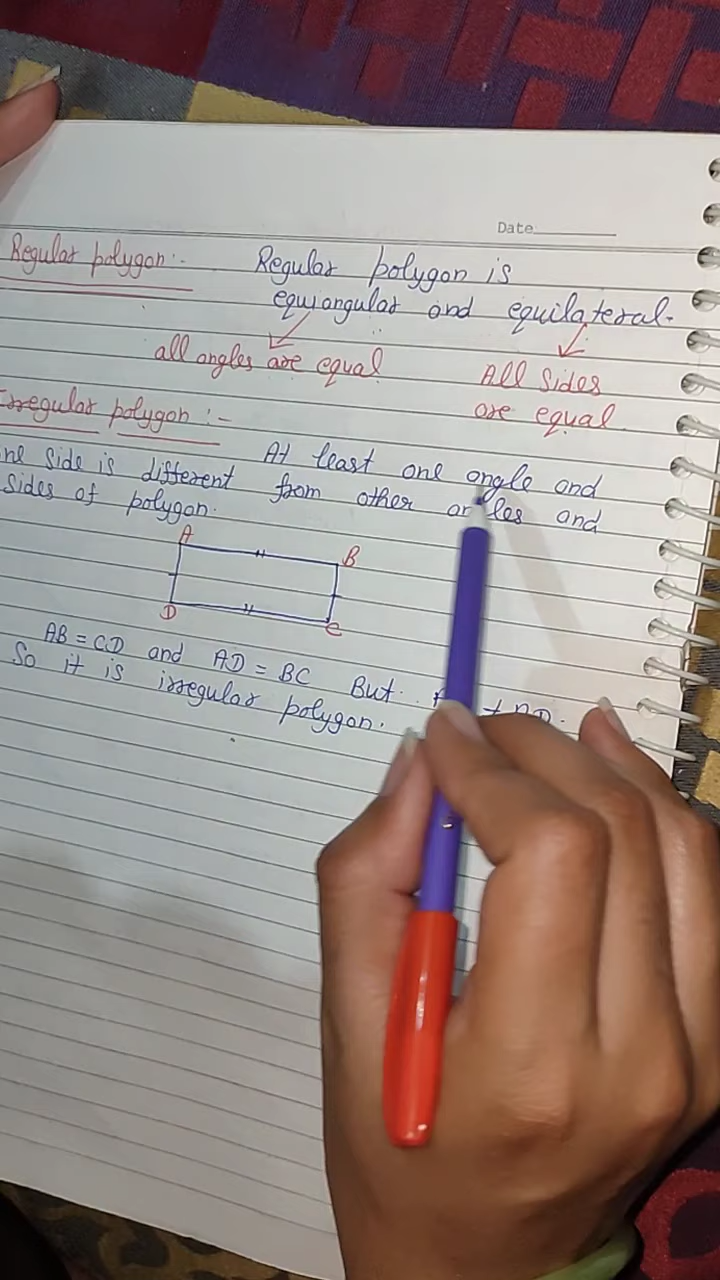 Date
Regular polygon:- Regular polygon is
equiangular and equilateral.
all angles are equal
All Sides
are equal
Irregular polygon :- At least one angle and
ne side is different from other and
sides of polygon.
A
B
D
C
AB = CD and AD = BC But
So it is irregular polygon.